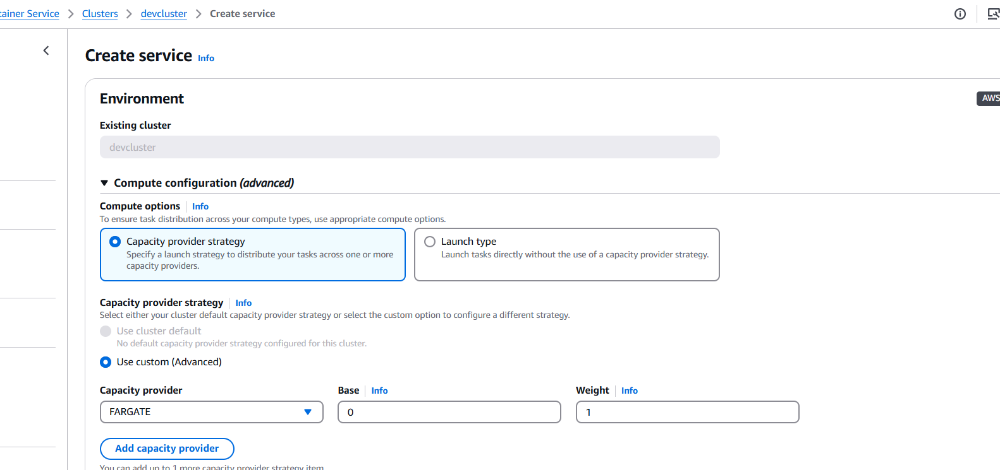 tainer Service > Clusters > devcluster > Create service
Create service Info
Environment
AWS
Existing cluster
devcluster
Compute configuration (advanced)
Compute options Info
To ensure task distribution across your compute types, use appropriate compute options.
Capacity provider strategy
Specify a launch strategy to distribute your tasks across one or more
capacity providers.
Launch type
Launch tasks directly without the use of a capacity provider strategy.
Capacity provider strategy Info
Select either your cluster default capacity provider strategy or select the custom option to configure a different strategy.
Use cluster default
No default capacity provider strategy configured for this cluster.
Use custom (Advanced)
Capacity provider
Base Info
Weight Info
FARGATE
0
1
Add capacity provider
You can add up to 1 more capacity provider strategy item